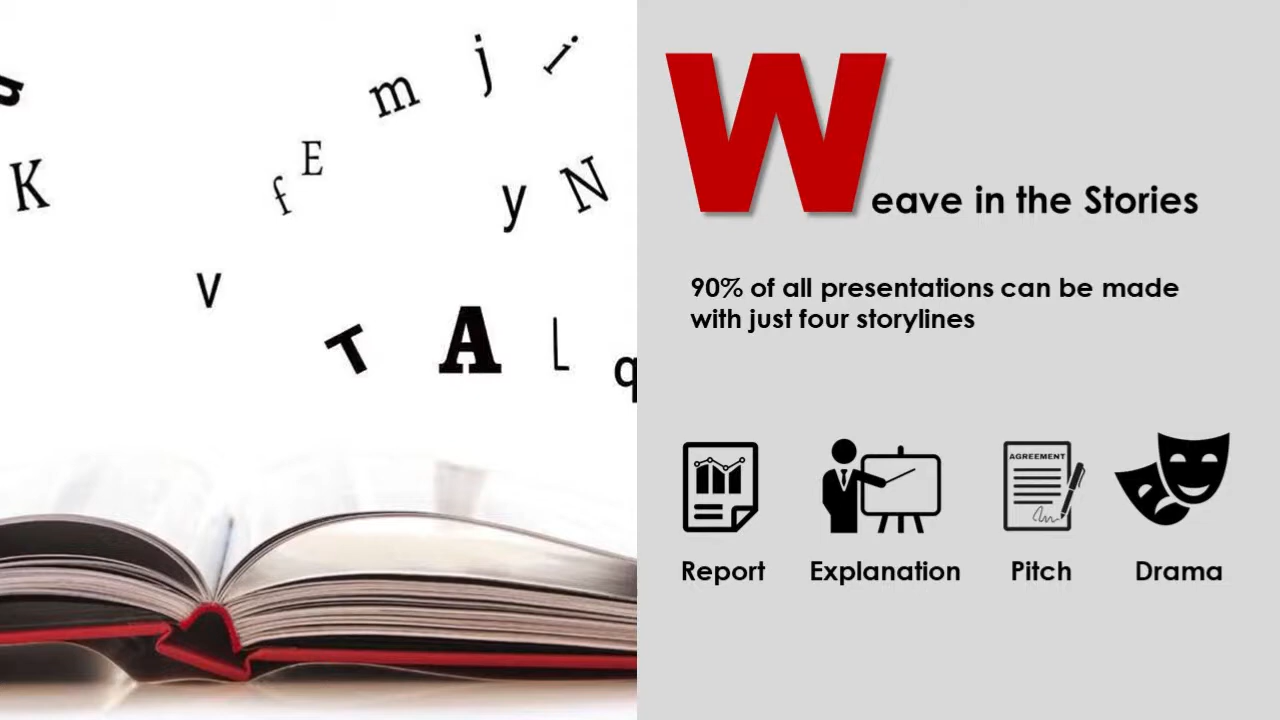 m j i
K f E y N
v
T A L q
Weave in the Stories
90% of all presentations can be made
with just four storylines
AGREEMENT
Report Explanation Pitch Drama